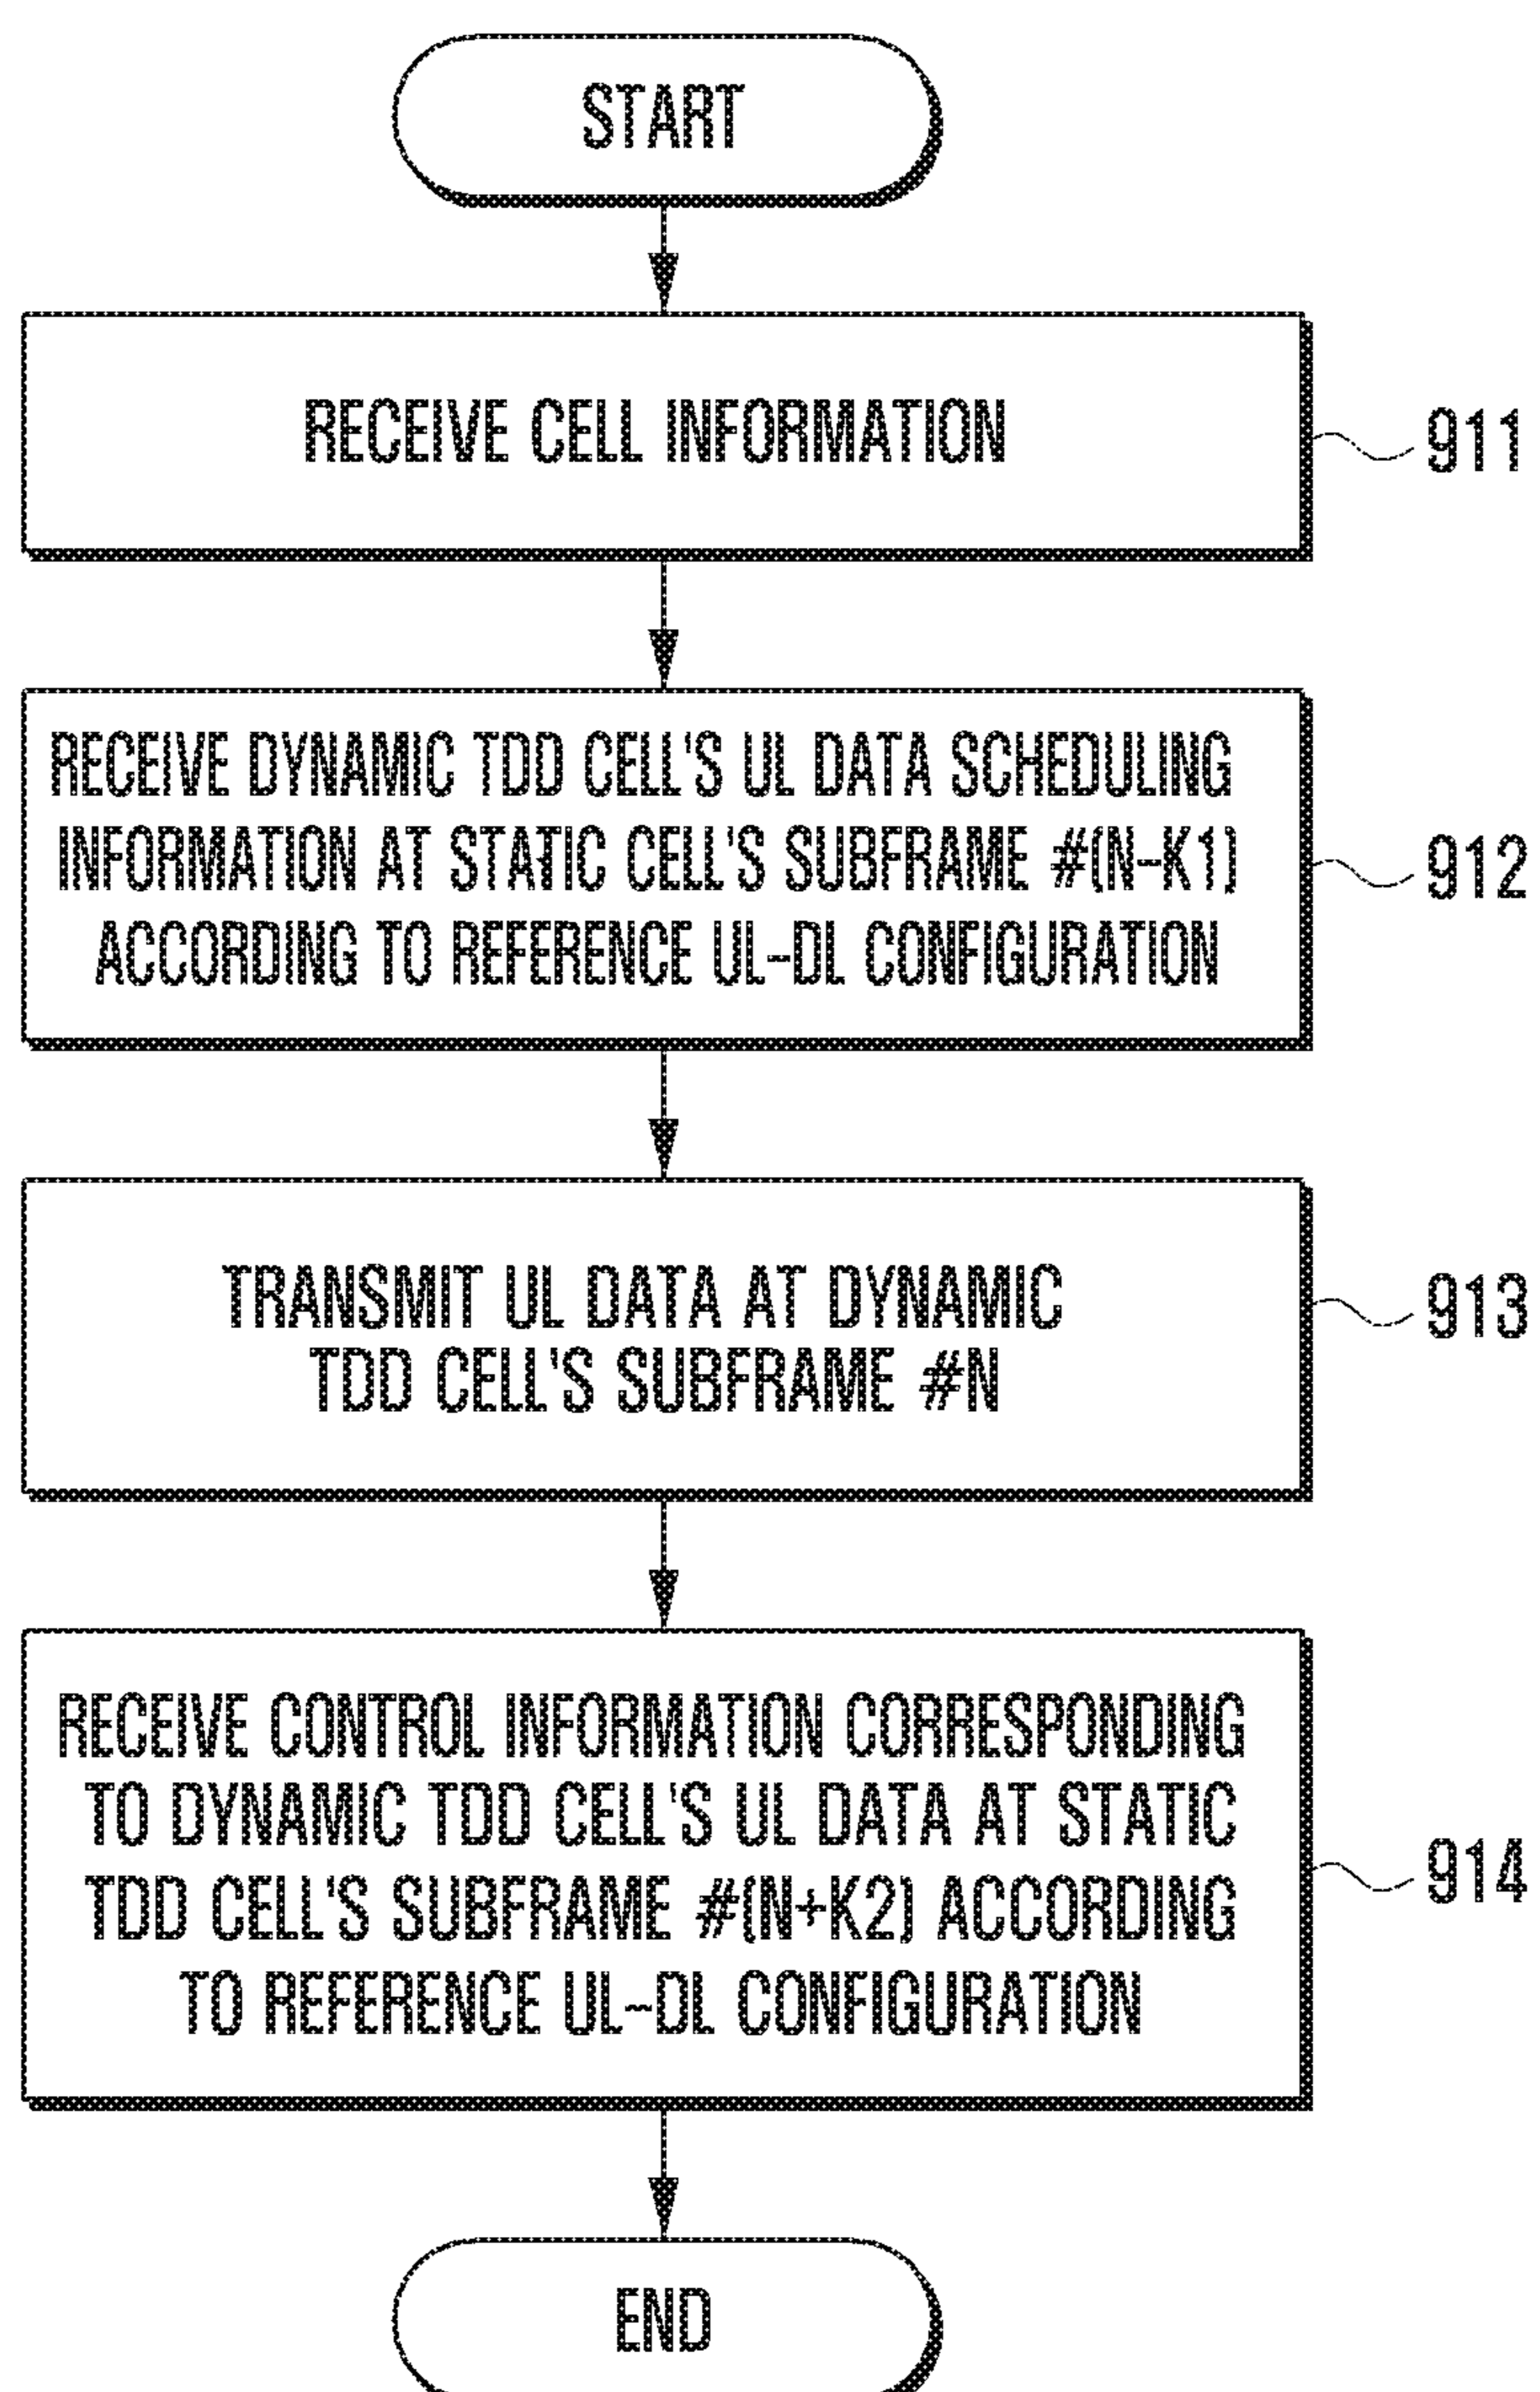 START
RECEIVE CELL INFORMATION
911
RECEIVE DYNAMIC TDD CELL'S UL DATA SCHEDULING
INFORMATION AT STATIC CELL'S SUBFRAME #(N-K1)
ACCORDING TO REFERENCE UL-DL CONFIGURATION
912
TRANSMIT UL DATA AT DYNAMIC
TDD CELL'S SUBFRAME #N
913
RECEIVE CONTROL INFORMATION CORRESPONDING
TO DYNAMIC TDD CELL'S UL DATA AT STATIC
TDD CELL'S SUBFRAME #(N+K2) ACCORDING
TO REFERENCE UL-DL CONFIGURATION
914
END